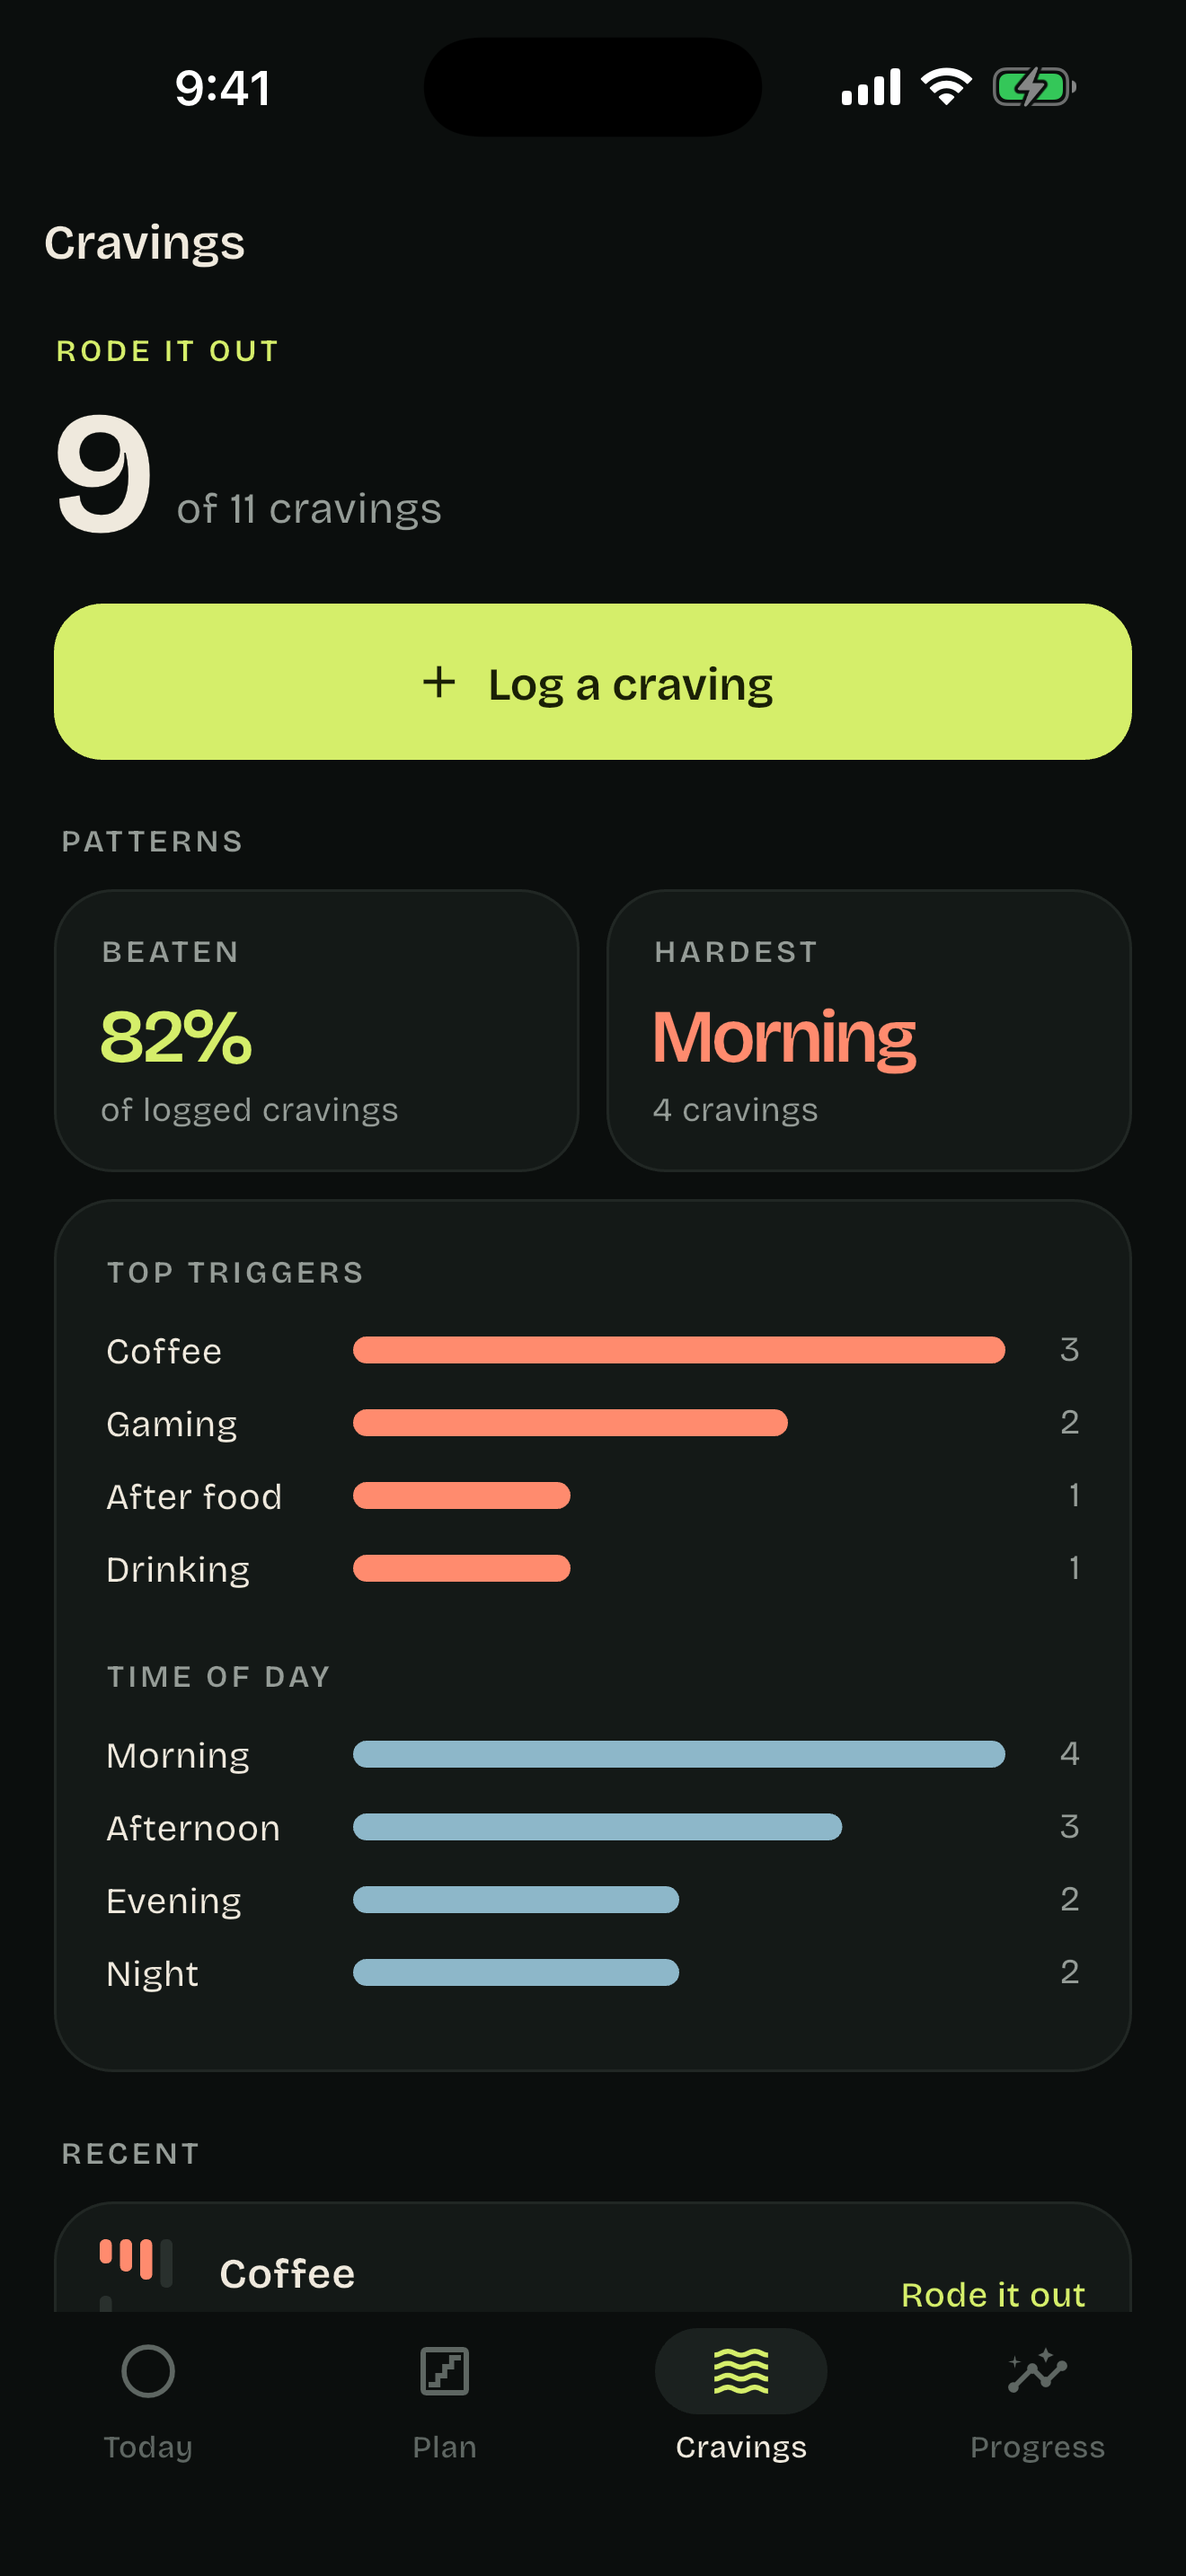 9:41
Cravings
RODE IT OUT
9 of 11 cravings
+ Log a craving
PATTERNS
BEATEN
82%
of logged cravings
HARDEST
Morning
4 cravings
TOP TRIGGERS
Coffee 3
Gaming 2
After food 1
Drinking 1
TIME OF DAY
Morning 4
Afternoon 3
Evening 2
Night 2
RECENT
Coffee
Rode it out
Today Plan Cravings Progress